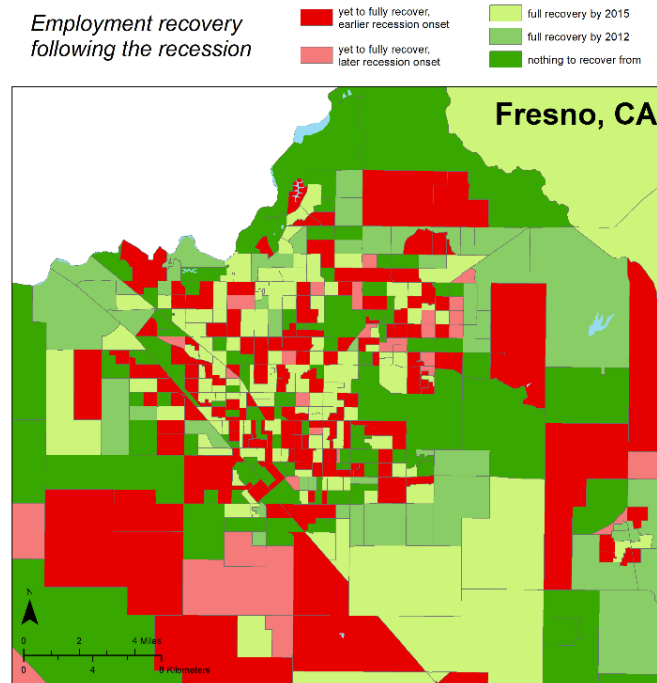 Employment recovery
following the recession
yet to fully recover,
earlier recession onset
yet to fully recover,
later recession onset
full recovery by 2015
full recovery by 2012
nothing to recover from
Fresno, CA
N
0 2 4 Miles
0 4 8 Kilometers